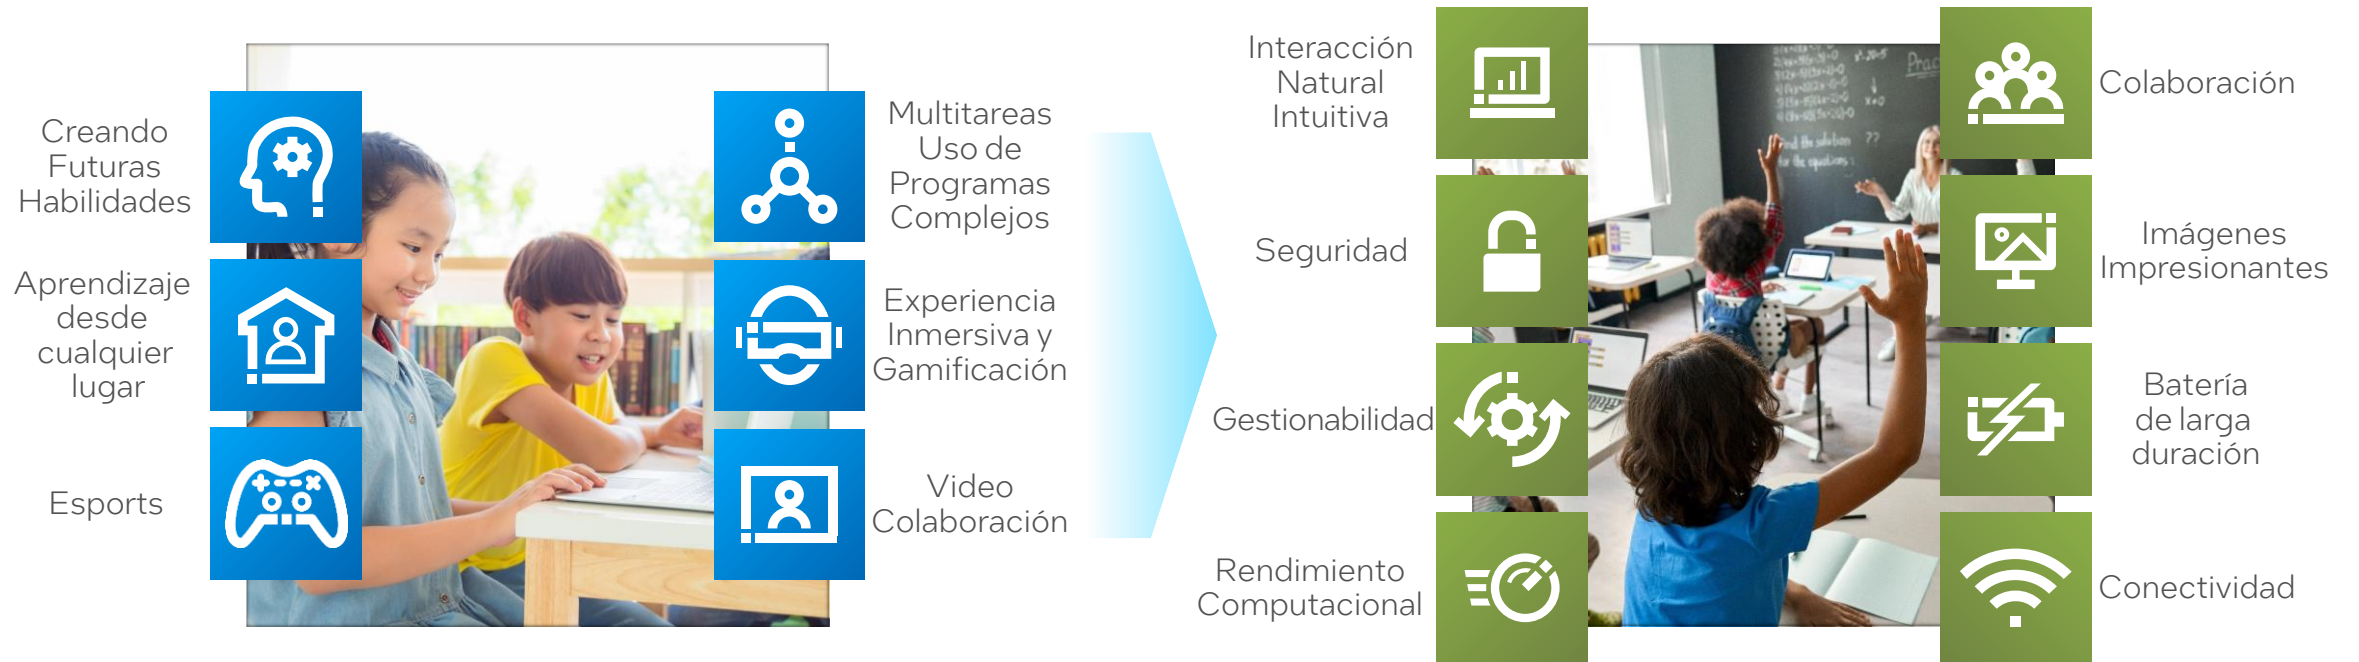 Creando
Futuras
Habilidades
Aprendizaje
desde
cualquier
lugar
Esports
Multitareas
Uso de
Programas
Complejos
Experiencia
Inmersiva y
Gamificación
Video
Colaboración
Interacción
Natural
Intuitiva
Seguridad
Gestionabilidad
Rendimiento
Computacional
Colaboración
Imágenes
Impresionantes
Batería
de larga
duración
Conectividad